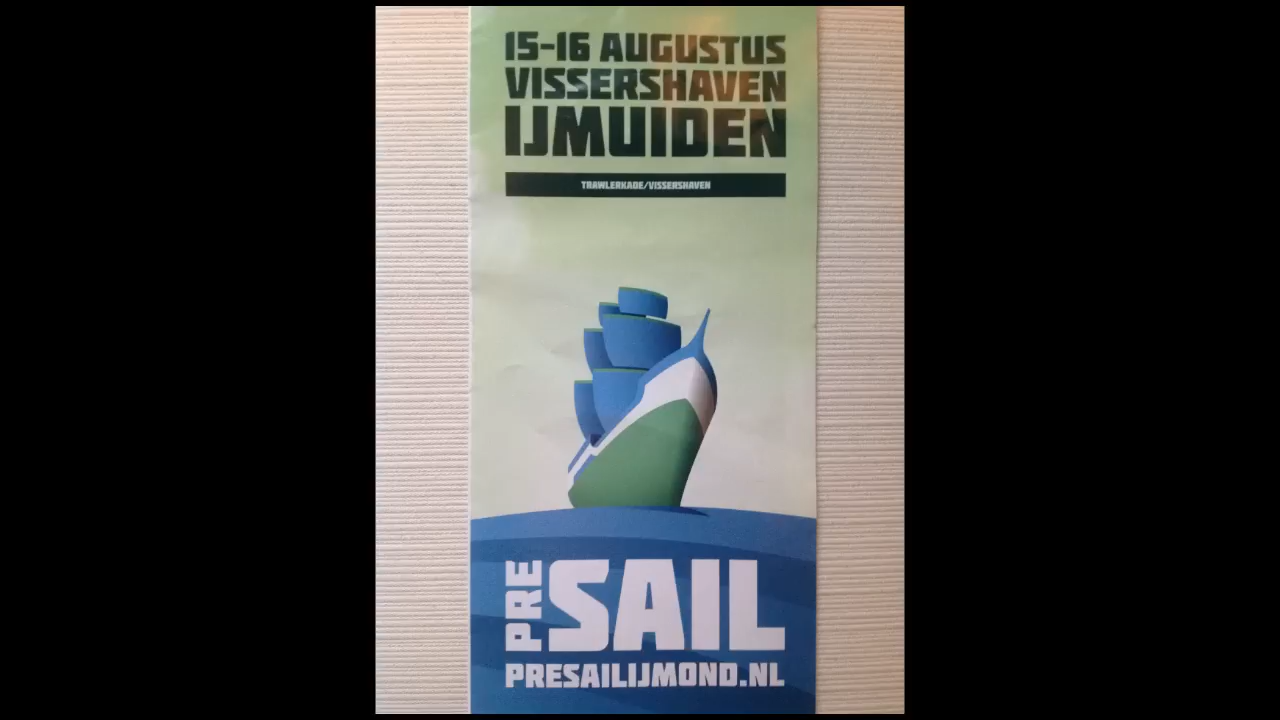 15-16 AUGUSTUS
VISSERSHAVEN
IJMUIDEN
TRAWLERKADE/VISSERSHAVEN
PRE SAIL
PRESAILIJMOND.NL